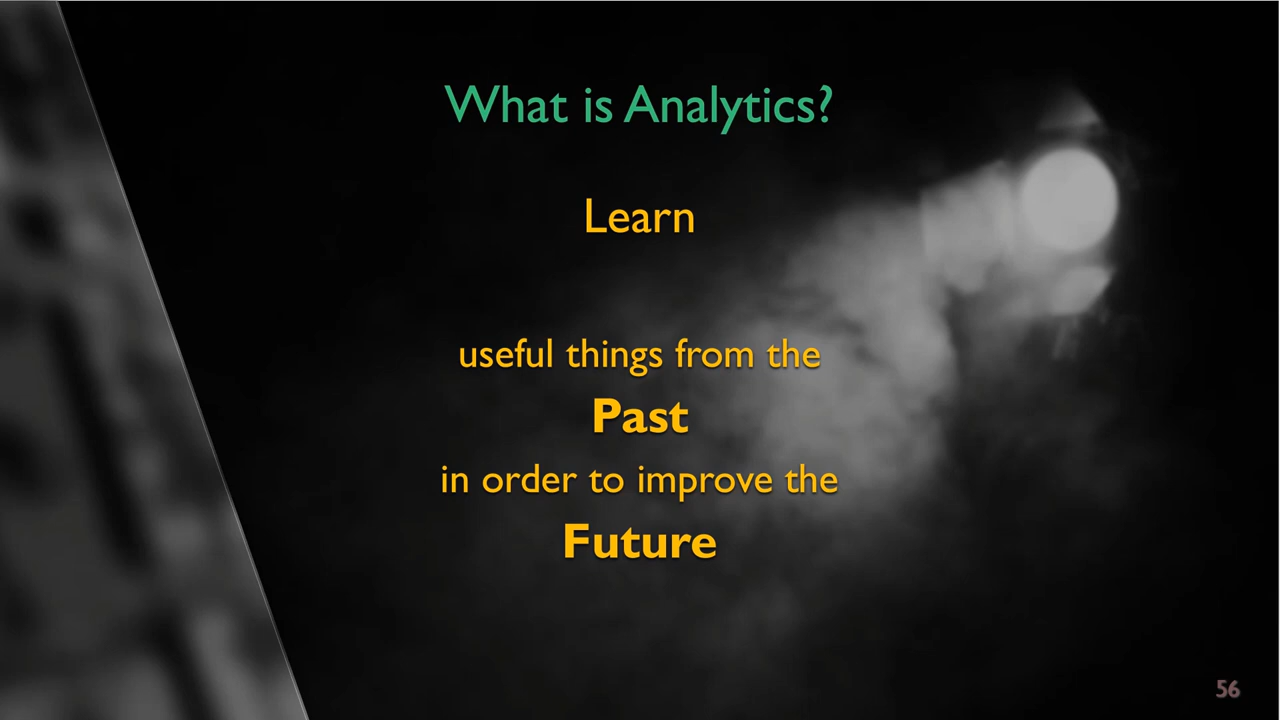 What is Analytics?
Learn
useful things from the
Past
in order to improve the
Future
56